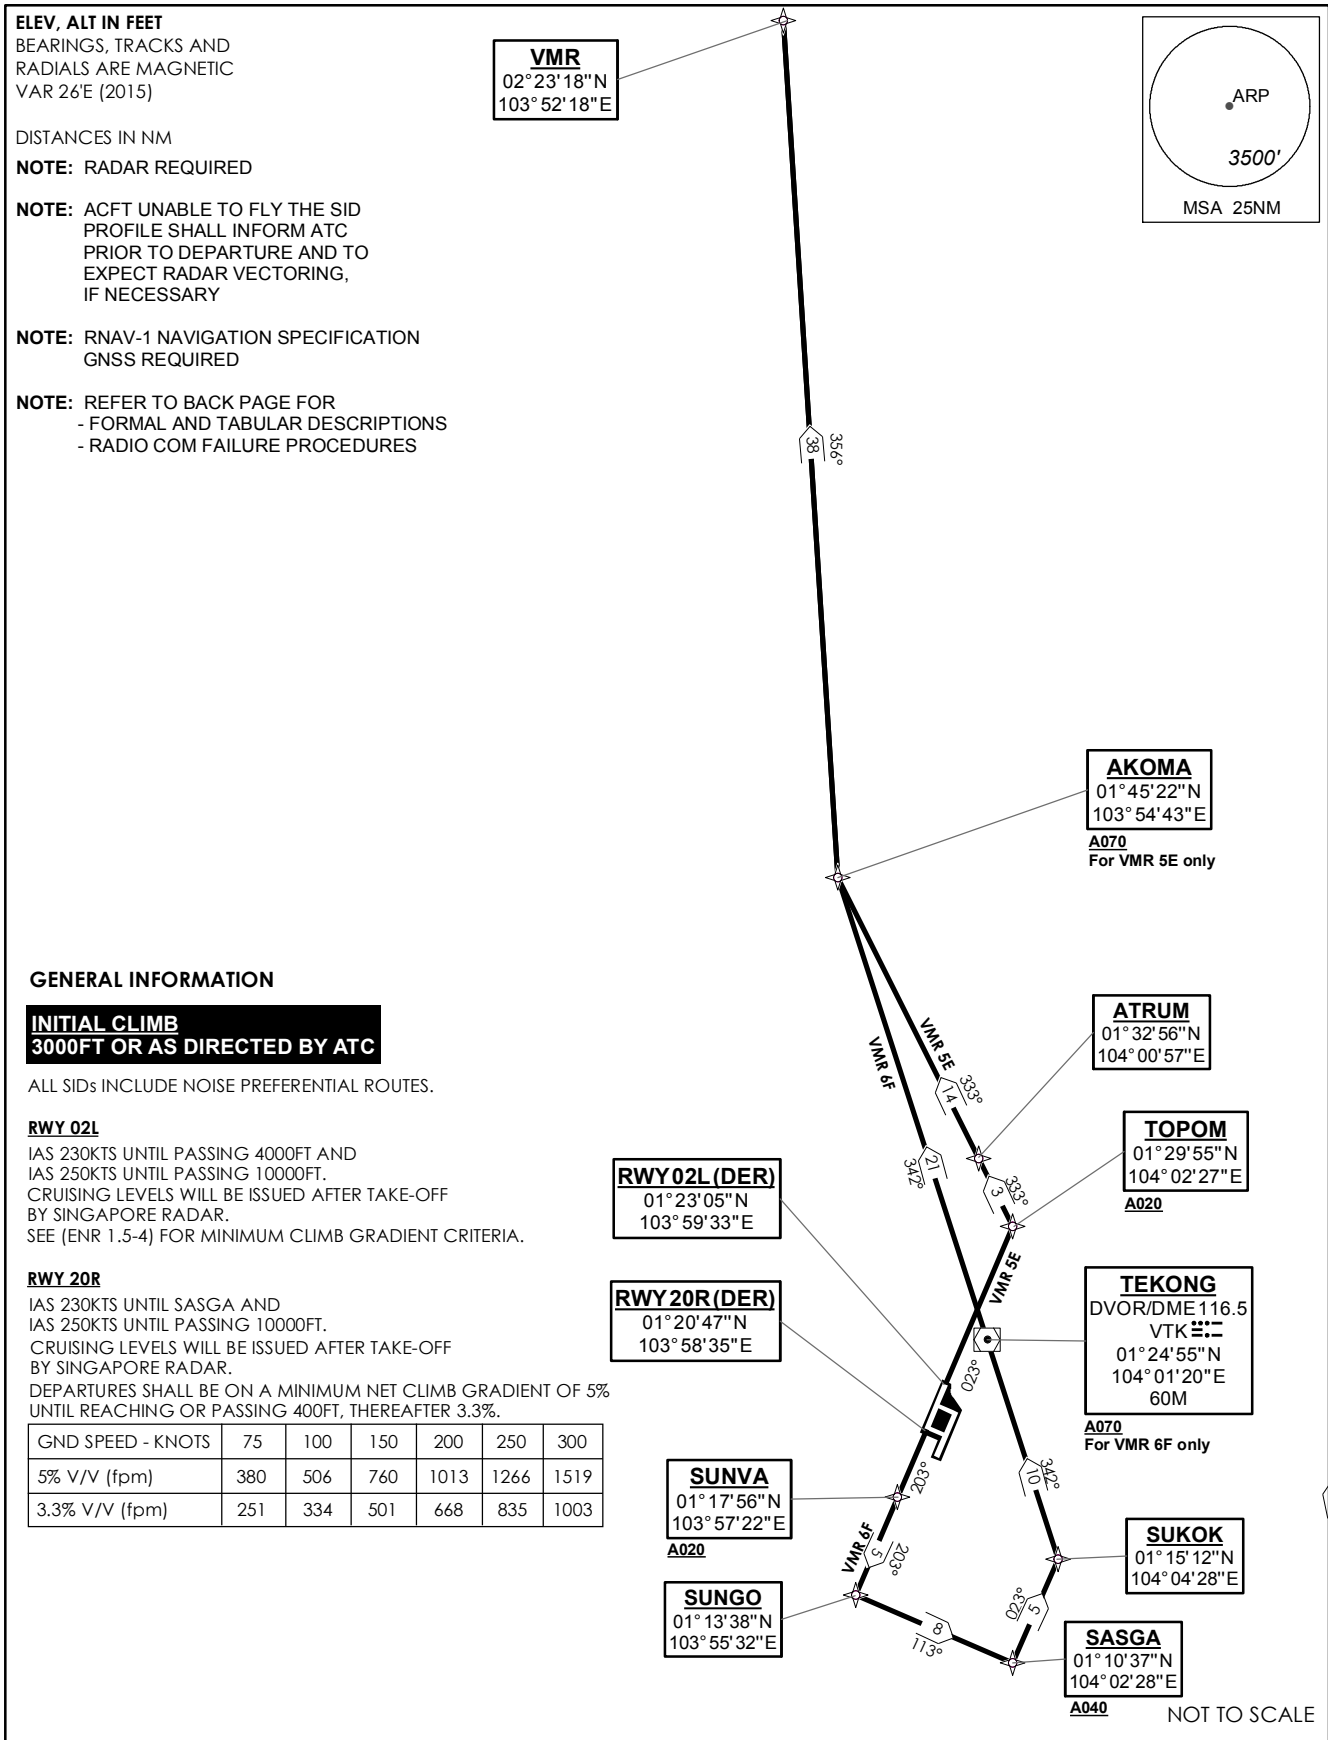 ELEV, ALT IN FEET
BEARINGS, TRACKS AND
RADIALS ARE MAGNETIC
VAR 26'E (2015)
DISTANCES IN NM
NOTE: RADAR REQUIRED
NOTE: ACFT UNABLE TO FLY THE SID
PROFILE SHALL INFORM ATC
PRIOR TO DEPARTURE AND TO
EXPECT RADAR VECTORING,
IF NECESSARY
NOTE: RNAV-1 NAVIGATION SPECIFICATION
GNSS REQUIRED
NOTE: REFER TO BACK PAGE FOR
- FORMAL AND TABULAR DESCRIPTIONS
- RADIO COM FAILURE PROCEDURES
VMR
02°23'18"N
103°52'18"E
ARP
3500'
MSA 25NM
38
356°
AKOMA
01°45'22"N
103°54'43"E
A070
For VMR 5E only
GENERAL INFORMATION
INITIAL CLIMB
3000FT OR AS DIRECTED BY ATC
ALL SIDs INCLUDE NOISE PREFERENTIAL ROUTES.
RWY 02L
IAS 230KTS UNTIL PASSING 4000FT AND
IAS 250KTS UNTIL PASSING 10000FT.
CRUISING LEVELS WILL BE ISSUED AFTER TAKE-OFF
BY SINGAPORE RADAR.
SEE (ENR 1.5-4) FOR MINIMUM CLIMB GRADIENT CRITERIA.
RWY 20R
IAS 230KTS UNTIL SASGA AND
IAS 250KTS UNTIL PASSING 10000FT.
CRUISING LEVELS WILL BE ISSUED AFTER TAKE-OFF
BY SINGAPORE RADAR.
DEPARTURES SHALL BE ON A MINIMUM NET CLIMB GRADIENT OF 5%
UNTIL REACHING OR PASSING 400FT, THEREAFTER 3.3%.
GND SPEED - KNOTS 75 100 150 200 250 300
5% V/V (fpm) 380 506 760 1013 1266 1519
3.3% V/V (fpm) 251 334 501 668 835 1003
VMR 6F
VMR 5E
14
333°
21
342°
ATRUM
01°32'56"N
104°00'57"E
3
333°
TOPOM
01°29'55"N
104°02'27"E
A020
VMR 5E
RWY 02L(DER)
01°23'05"N
103°59'33"E
RWY 20R(DER)
01°20'47"N
103°58'35"E
TEKONG
DVOR/DME 116.5
VTK
01°24'55"N
104°01'20"E
60M
A070
For VMR 6F only
023°
203°
10
342°
SUNVA
01°17'56"N
103°57'22"E
A020
VMR 6F
5
203°
SUNGO
01°13'38"N
103°55'32"E
8
113°
023°
5
SUKOK
01°15'12"N
104°04'28"E
SASGA
01°10'37"N
104°02'28"E
A040
NOT TO SCALE